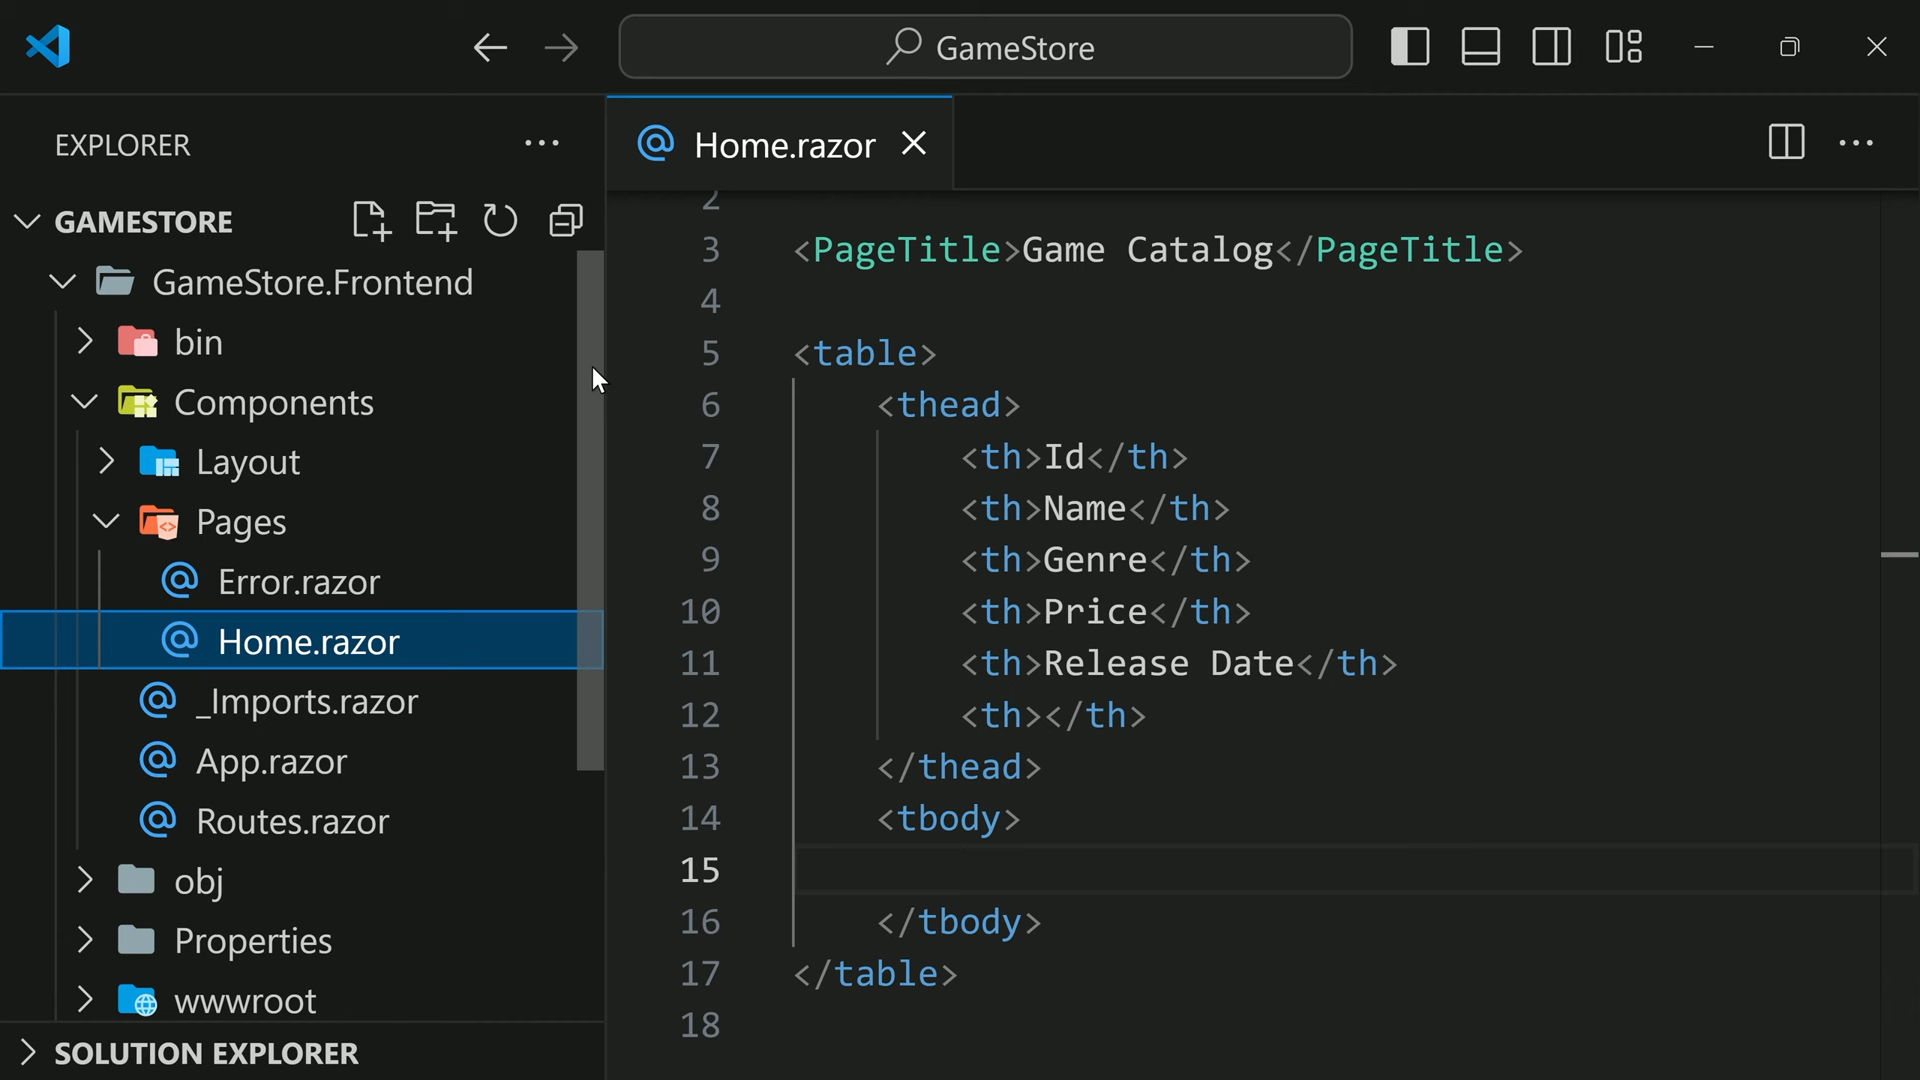 GameStore
EXPLORER
GAMESTORE
GameStore.Frontend
bin
Components
Layout
Pages
Error.razor
Home.razor
_Imports.razor
App.razor
Routes.razor
obj
Properties
wwwroot
SOLUTION EXPLORER
Home.razor
2
3 <PageTitle>Game Catalog</PageTitle>
4
5 <table>
6 <thead>
7 <th>Id</th>
8 <th>Name</th>
9 <th>Genre</th>
10 <th>Price</th>
11 <th>Release Date</th>
12 <th></th>
13 </thead>
14 <tbody>
15
16 </tbody>
17 </table>
18